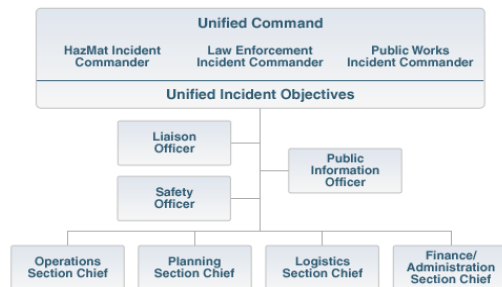 Unified Command
HazMat Incident
Commander
Law Enforcement
Incident Commander
Public Works
Incident Commander
Unified Incident Objectives
Liaison
Officer
Public
Information
Officer
Safety
Officer
Operations
Section Chief
Planning
Section Chief
Logistics
Section Chief
Finance/
Administration
Section Chief